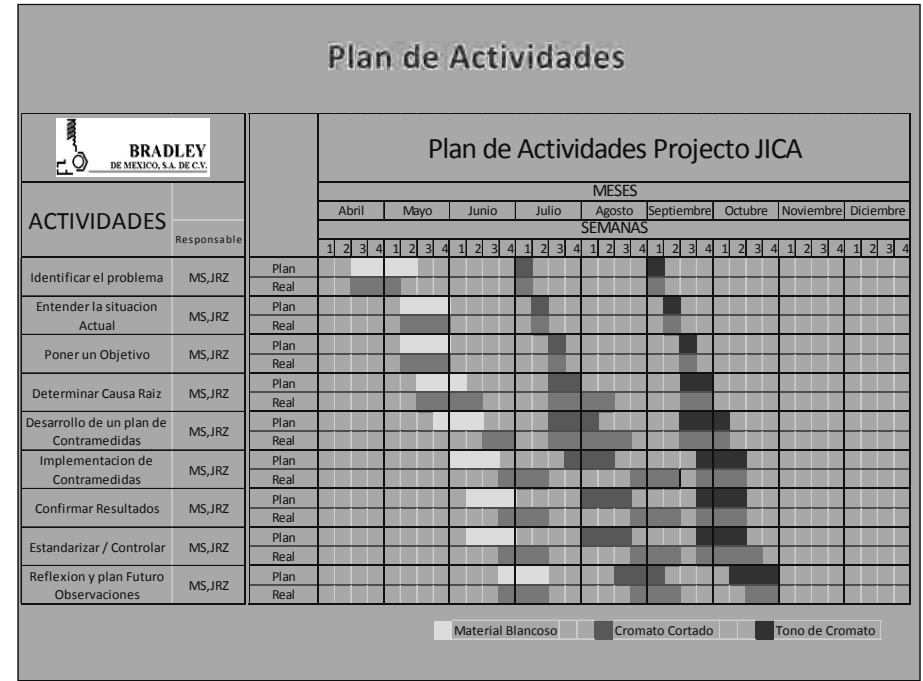 Plan de Actividades
BRADLEY
DE MEXICO, S.A. DE C.V.
Plan de Actividades Projecto JICA
MESES
ACTIVIDADES
Responsable
Abril Mayo Junio Julio Agosto Septiembre Octubre Noviembre Diciembre
SEMANAS
1 2 3 4 1 2 3 4 1 2 3 4 1 2 3 4 1 2 3 4 1 2 3 4 1 2 3 4 1 2 3 4 1 2 3 4
Identificar el problema MS,JRZ Plan
Real
Entender la situacion
Actual
MS,JRZ Plan
Real
Poner un Objetivo MS,JRZ Plan
Real
Determinar Causa Raiz MS,JRZ Plan
Real
Desarrollo de un plan de
Contramedidas
MS,JRZ Plan
Real
Implementacion de
Contramedidas
MS,JRZ Plan
Real
Confirmar Resultados MS,JRZ Plan
Real
Estandarizar / Controlar MS,JRZ Plan
Real
Reflexion y plan Futuro
Observaciones
MS,JRZ Plan
Real
Material Blancoso Cromato Cortado Tono de Cromato